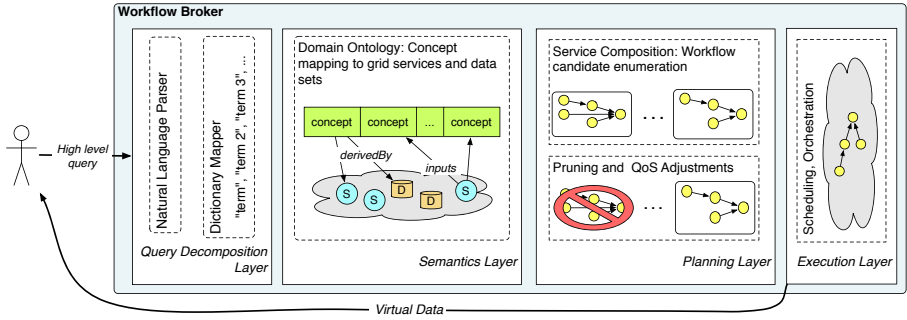 Workflow Broker
High level
query
Natural Language Parser
Dictionary Mapper
"term", "term 2", "term 3", ...
Query Decomposition
Layer
Domain Ontology: Concept
mapping to grid services and data
sets
concept
concept
...
concept
derivedBy
inputs
S
S
D
D
S
Semantics Layer
Service Composition: Workflow
candidate enumeration
. . .
Pruning and QoS Adjustments
. . .
Planning Layer
Scheduling, Orchestration
Execution Layer
Virtual Data